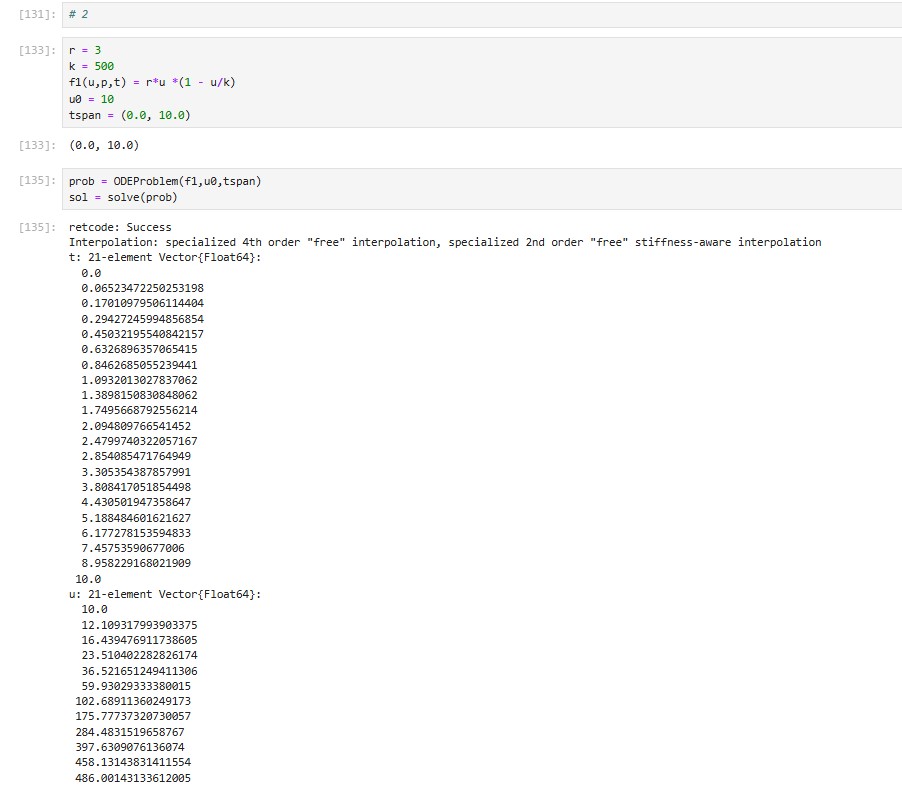 [131]: # 2
[133]: r = 3
k = 500
f1(u,p,t) = r*u *(1 - u/k)
u0 = 10
tspan = (0.0, 10.0)
[133]: (0.0, 10.0)
[135]: prob = ODEProblem(f1,u0,tspan)
sol = solve(prob)
[135]: retcode: Success
Interpolation: specialized 4th order "free" interpolation, specialized 2nd order "free" stiffness-aware interpolation
t: 21-element Vector{Float64}:
0.0
0.06523472250253198
0.17010979506114404
0.29427245994856854
0.45032195540842157
0.6326896357065415
0.8462685055239441
1.0932013027837062
1.3898150830848062
1.7495668792556214
2.094809766541452
2.4799740322057167
2.854085471764949
3.305354387857991
3.808417051854498
4.430501947358647
5.188484601621627
6.177278153594833
7.45753590677006
8.958229168021909
10.0
u: 21-element Vector{Float64}:
10.0
12.109317993903375
16.439476911738605
23.510402282826174
36.521651249411306
59.93029333380015
102.68911360249173
175.77737320730057
284.4831519658767
397.6309076136074
458.13143831411554
486.00143133612005